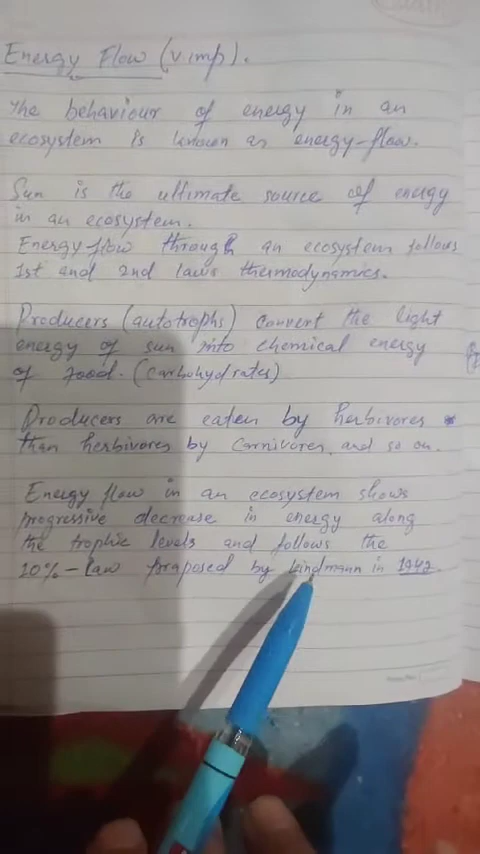 Energy Flow (v.imp).
The behaviour of energy in an
ecosystem is known as energy-flow.
Sun is the ultimate source of energy
in an ecosystem.
Energy flow through an ecosystem follows
1st and 2nd laws thermodynamics.
Producers (autotrophs) convert the light
energy of sun into chemical energy
of food. (carbohydrates)
Producers are eaten by herbivores
than herbivores by carnivores, and so on.
Energy flow in an ecosystem shows
progressive decrease in energy along
the trophic levels and follows the
10%-law proposed by Lindmann in 1942.